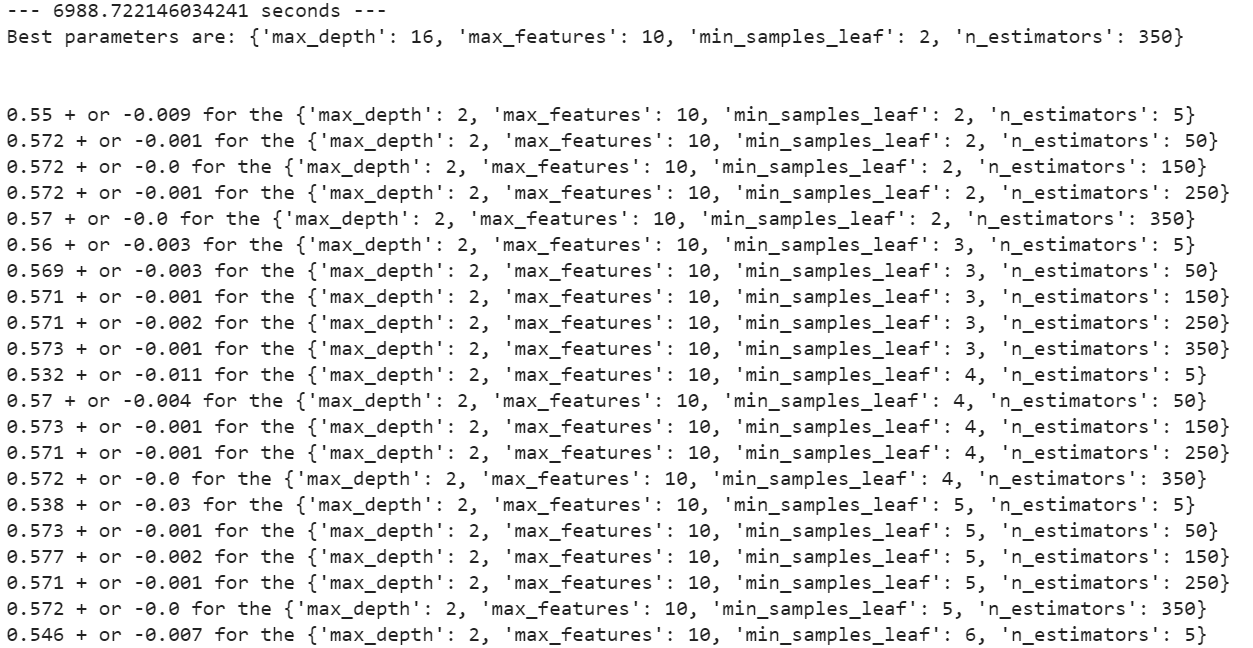 --- 6988.722146034241 seconds ---
Best parameters are: {'max_depth': 16, 'max_features': 10, 'min_samples_leaf': 2, 'n_estimators': 350}
0.55 + or -0.009 for the {'max_depth': 2, 'max_features': 10, 'min_samples_leaf': 2, 'n_estimators': 5}
0.572 + or -0.001 for the {'max_depth': 2, 'max_features': 10, 'min_samples_leaf': 2, 'n_estimators': 50}
0.572 + or -0.0 for the {'max_depth': 2, 'max_features': 10, 'min_samples_leaf': 2, 'n_estimators': 150}
0.572 + or -0.001 for the {'max_depth': 2, 'max_features': 10, 'min_samples_leaf': 2, 'n_estimators': 250}
0.57 + or -0.0 for the {'max_depth': 2, 'max_features': 10, 'min_samples_leaf': 2, 'n_estimators': 350}
0.56 + or -0.003 for the {'max_depth': 2, 'max_features': 10, 'min_samples_leaf': 3, 'n_estimators': 5}
0.569 + or -0.003 for the {'max_depth': 2, 'max_features': 10, 'min_samples_leaf': 3, 'n_estimators': 50}
0.571 + or -0.001 for the {'max_depth': 2, 'max_features': 10, 'min_samples_leaf': 3, 'n_estimators': 150}
0.571 + or -0.002 for the {'max_depth': 2, 'max_features': 10, 'min_samples_leaf': 3, 'n_estimators': 250}
0.573 + or -0.001 for the {'max_depth': 2, 'max_features': 10, 'min_samples_leaf': 3, 'n_estimators': 350}
0.532 + or -0.011 for the {'max_depth': 2, 'max_features': 10, 'min_samples_leaf': 4, 'n_estimators': 5}
0.57 + or -0.004 for the {'max_depth': 2, 'max_features': 10, 'min_samples_leaf': 4, 'n_estimators': 50}
0.573 + or -0.001 for the {'max_depth': 2, 'max_features': 10, 'min_samples_leaf': 4, 'n_estimators': 150}
0.571 + or -0.001 for the {'max_depth': 2, 'max_features': 10, 'min_samples_leaf': 4, 'n_estimators': 250}
0.572 + or -0.0 for the {'max_depth': 2, 'max_features': 10, 'min_samples_leaf': 4, 'n_estimators': 350}
0.538 + or -0.03 for the {'max_depth': 2, 'max_features': 10, 'min_samples_leaf': 5, 'n_estimators': 5}
0.573 + or -0.001 for the {'max_depth': 2, 'max_features': 10, 'min_samples_leaf': 5, 'n_estimators': 50}
0.577 + or -0.002 for the {'max_depth': 2, 'max_features': 10, 'min_samples_leaf': 5, 'n_estimators': 150}
0.571 + or -0.001 for the {'max_depth': 2, 'max_features': 10, 'min_samples_leaf': 5, 'n_estimators': 250}
0.572 + or -0.0 for the {'max_depth': 2, 'max_features': 10, 'min_samples_leaf': 5, 'n_estimators': 350}
0.546 + or -0.007 for the {'max_depth': 2, 'max_features': 10, 'min_samples_leaf': 6, 'n_estimators': 5}